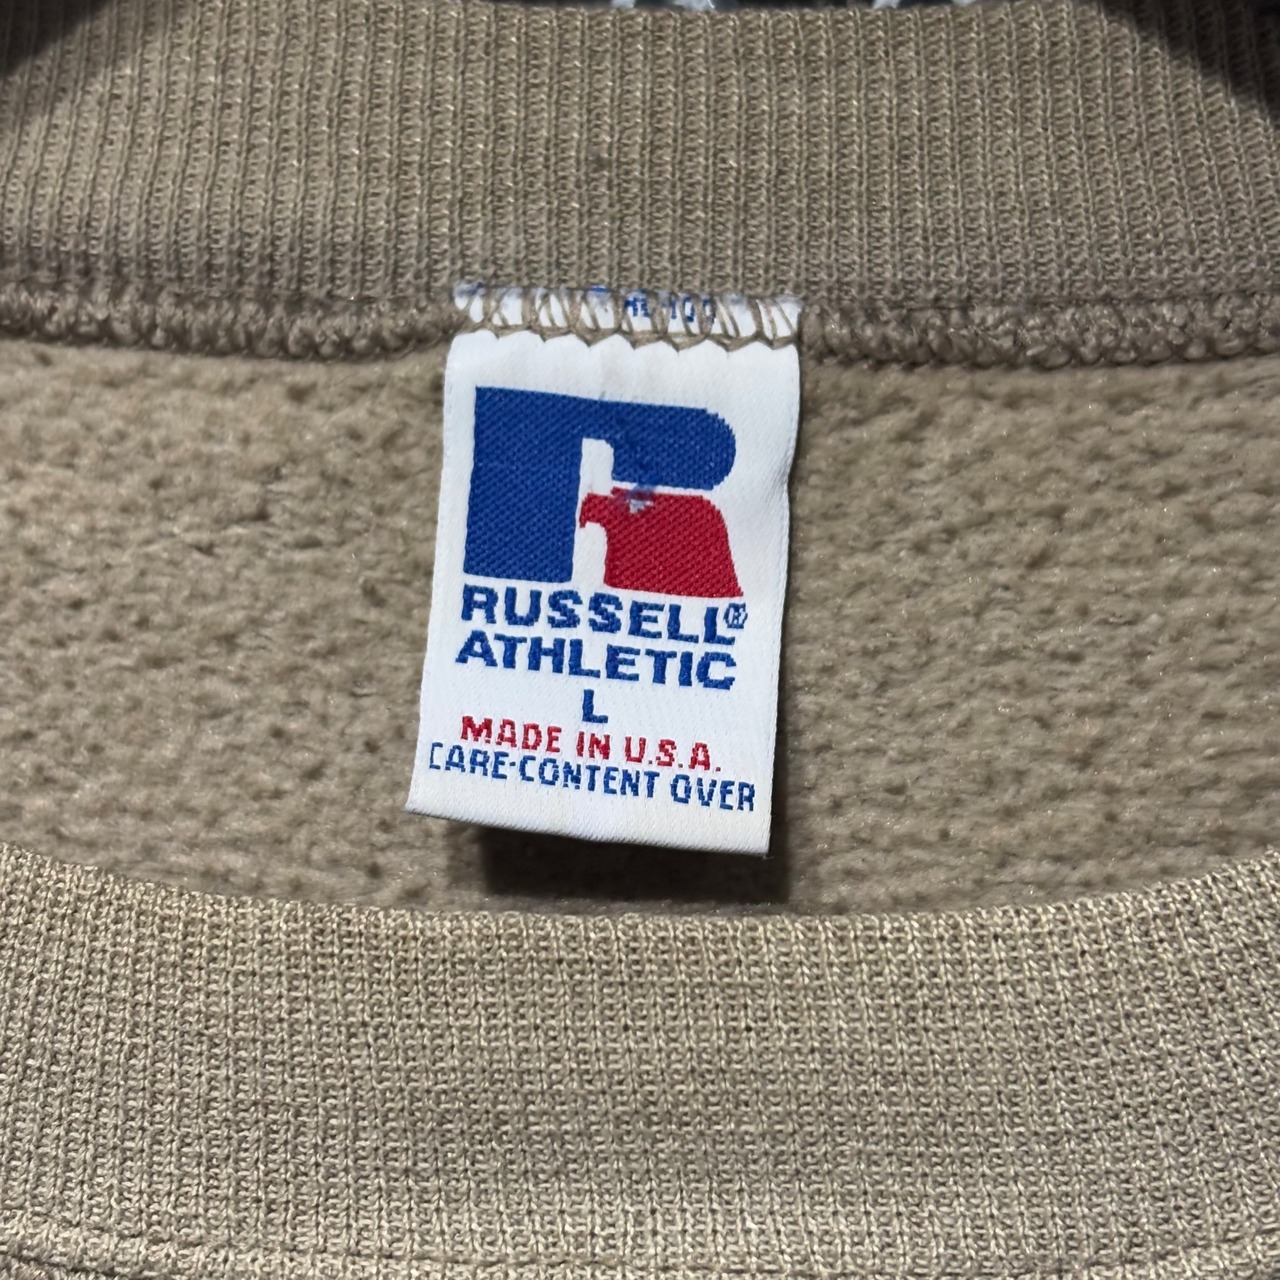 RUSSELL®
ATHLETIC
L
MADE IN U.S.A.
CARE-CONTENT OVER